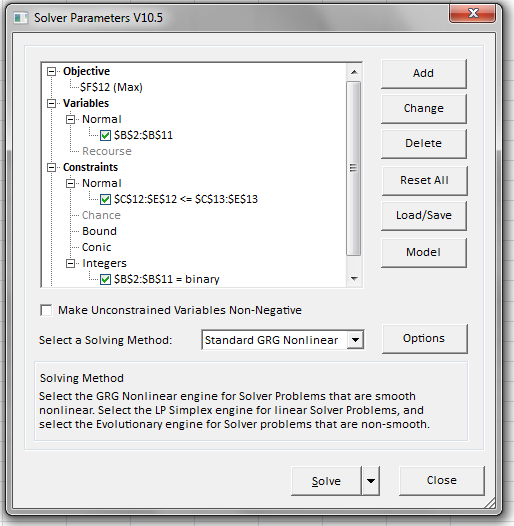 Solver Parameters V10.5
Objective
$F$12 (Max)
Variables
Normal
$B$2:$B$11
Recourse
Constraints
Normal
$C$12:$E$12 <= $C$13:$E$13
Chance
Bound
Conic
Integers
$B$2:$B$11 = binary
Add
Change
Delete
Reset All
Load/Save
Model
Make Unconstrained Variables Non-Negative
Select a Solving Method:
Standard GRG Nonlinear
Options
Solving Method
Select the GRG Nonlinear engine for Solver Problems that are smooth
nonlinear. Select the LP Simplex engine for linear Solver Problems, and
select the Evolutionary engine for Solver problems that are non-smooth.
Solve
Close